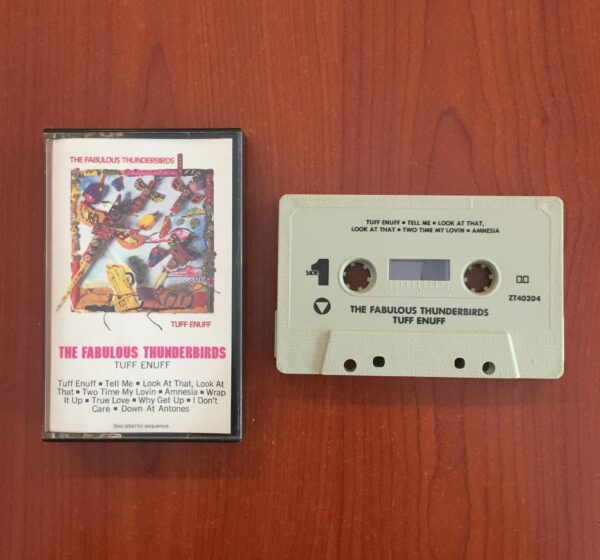 THE FABULOUS THUNDERBIRDS
TUFF ENUFF
THE FABULOUS THUNDERBIRDS
TUFF ENUFF
Tuff Enuff ▪ Tell Me ▪ Look At That, Look At
That ▪ Two Time My Lovin ▪ Amnesia ▪ Wrap
It Up ▪ True Love ▪ Why Get Up ▪ I Don't
Care ▪ Down At Antones
See label for sequence
TUFF ENUFF ▪ TELL ME ▪ LOOK AT THAT,
LOOK AT THAT ▪ TWO TIME MY LOVIN ▪ AMNESIA
SIDE 1
ZT40304
THE FABULOUS THUNDERBIRDS
TUFF ENUFF
100 50 0